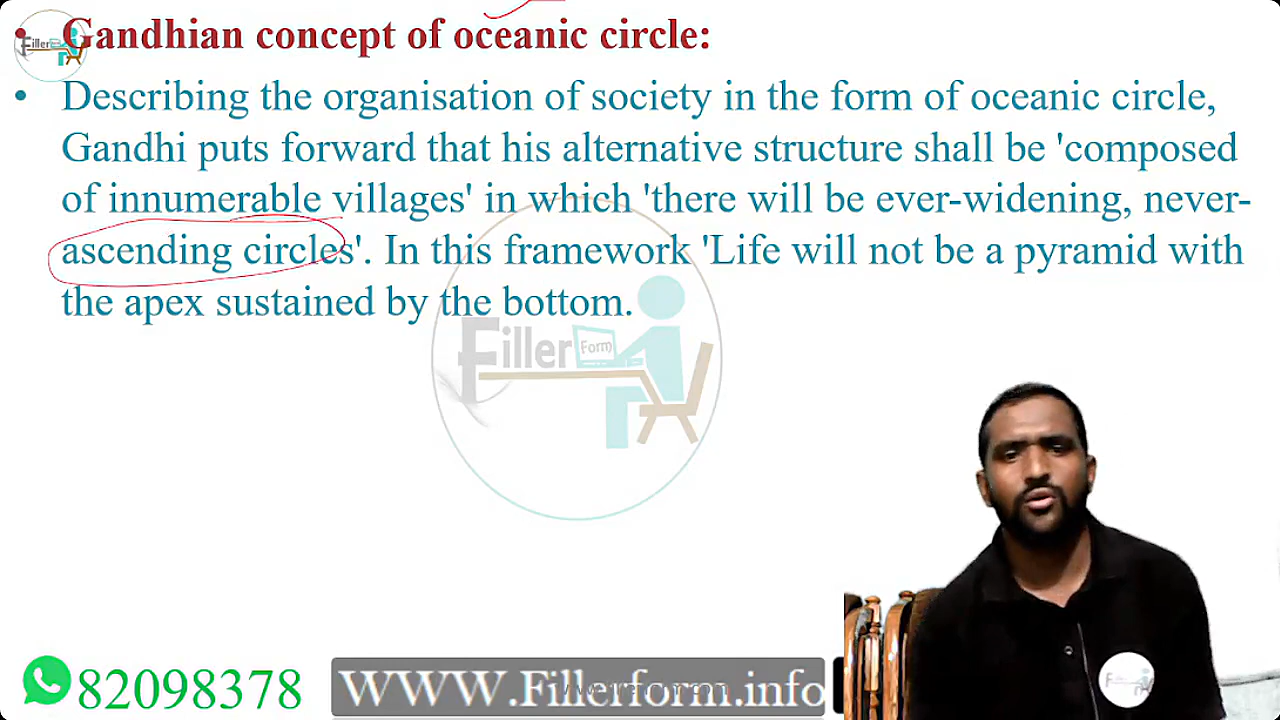 Gandhian concept of oceanic circle:
• Describing the organisation of society in the form of oceanic circle,
Gandhi puts forward that his alternative structure shall be 'composed
of innumerable villages' in which 'there will be ever-widening, never-
ascending circles'. In this framework 'Life will not be a pyramid with
the apex sustained by the bottom.
Filler Form
82098378
WWW.Fillerform.info